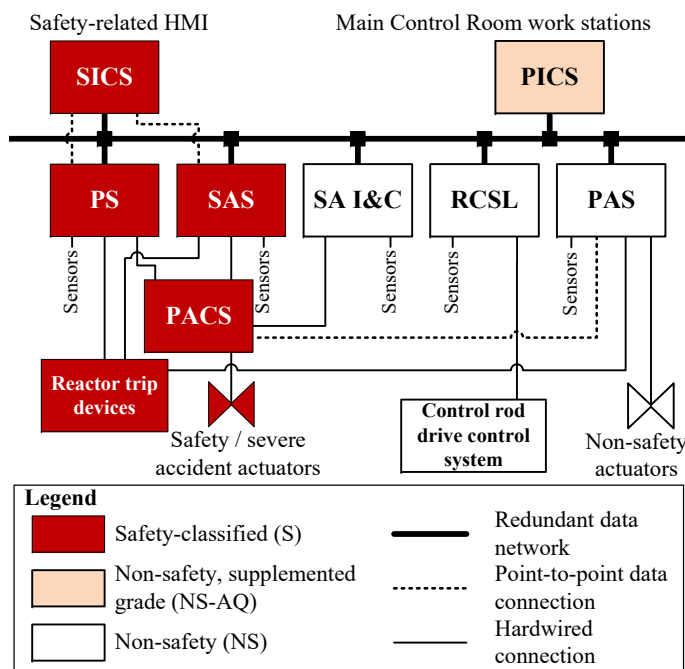 Safety-related HMI
Main Control Room work stations
SICS
PICS
PS
SAS
SA I&C
RCSL
PAS
Sensors
Sensors
Sensors
Sensors
Sensors
PACS
Reactor trip
devices
Safety / severe
accident actuators
Control rod
drive control
system
Non-safety
actuators
Legend
Safety-classified (S)
Non-safety, supplemented
grade (NS-AQ)
Non-safety (NS)
Redundant data
network
Point-to-point data
connection
Hardwired
connection